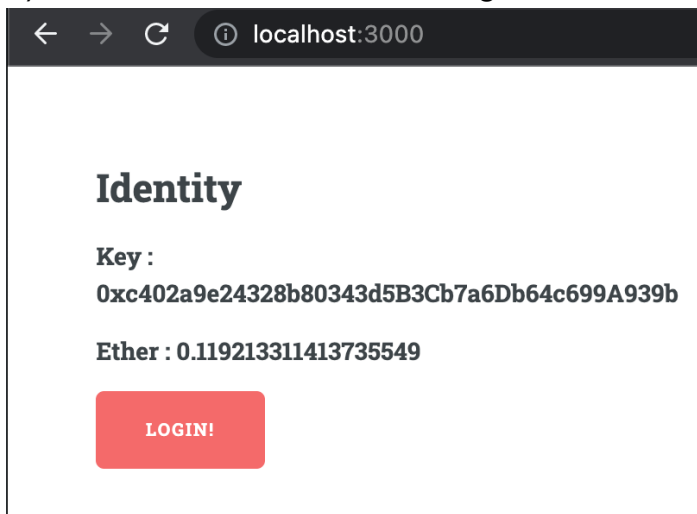 localhost:3000
Identity
Key :
0xc402a9e24328b80343d5B3Cb7a6Db64c699A939b
Ether : 0.119213311413735549
LOGIN!